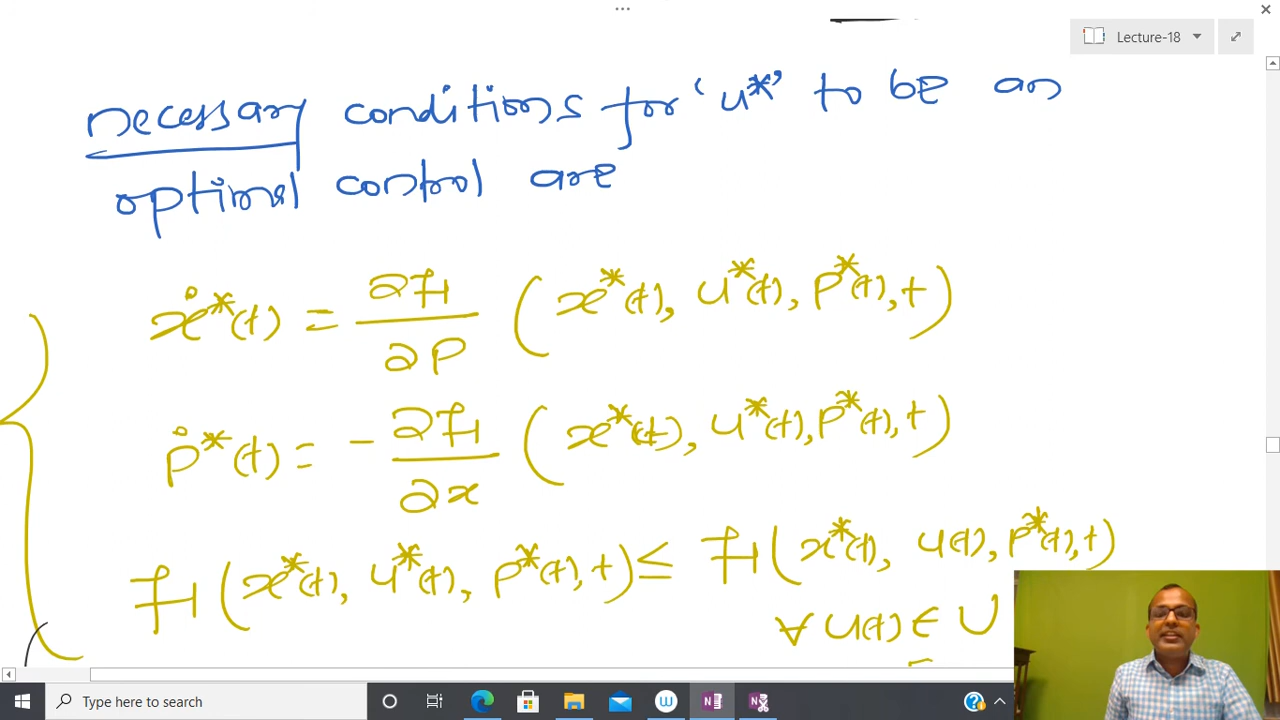 Lecture-18
necessary conditions for 'u*' to be an
optimal control are
ẋ*(t) = ∂H/∂P (x*(t), u*(t), p*(t), t)
ṗ*(t) = - ∂H/∂x (x*(t), u*(t), p*(t), t)
H(x*(t), u*(t), p*(t), t) ≤ H(x*(t), u(t), p*(t), t)
∀ u(t) ∈ U
Type here to search